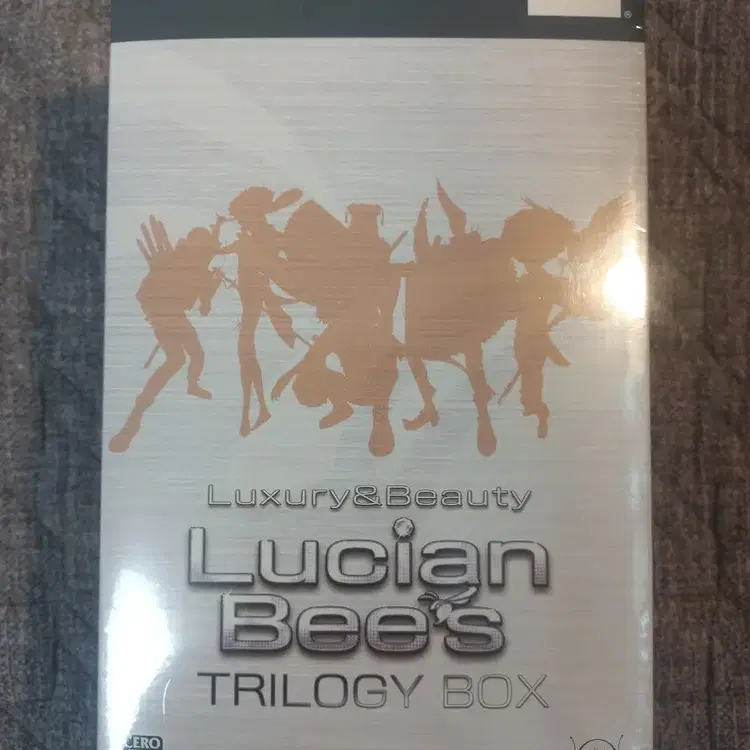 ®
Luxury&Beauty
Lucian
Bee's
TRILOGY BOX
CERO